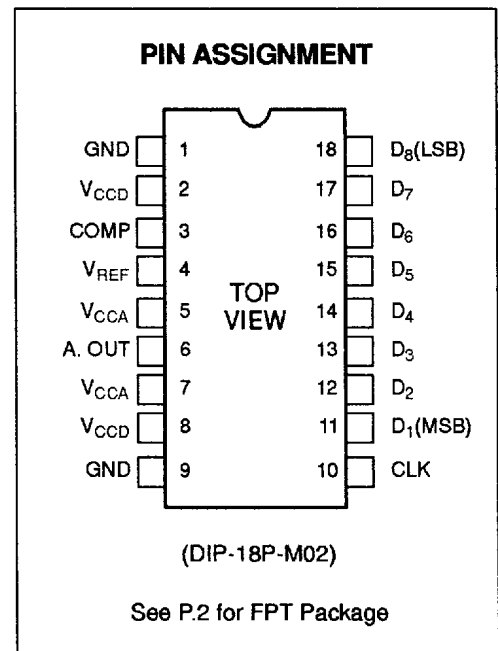 PIN ASSIGNMENT
GND 1 18 D8(LSB)
VCCD 2 17 D7
COMP 3 16 D6
VREF 4 15 D5
VCCA 5 14 D4
A. OUT 6 13 D3
VCCA 7 12 D2
VCCD 8 11 D1(MSB)
GND 9 10 CLK
TOP
VIEW
(DIP-18P-M02)
See P.2 for FPT Package